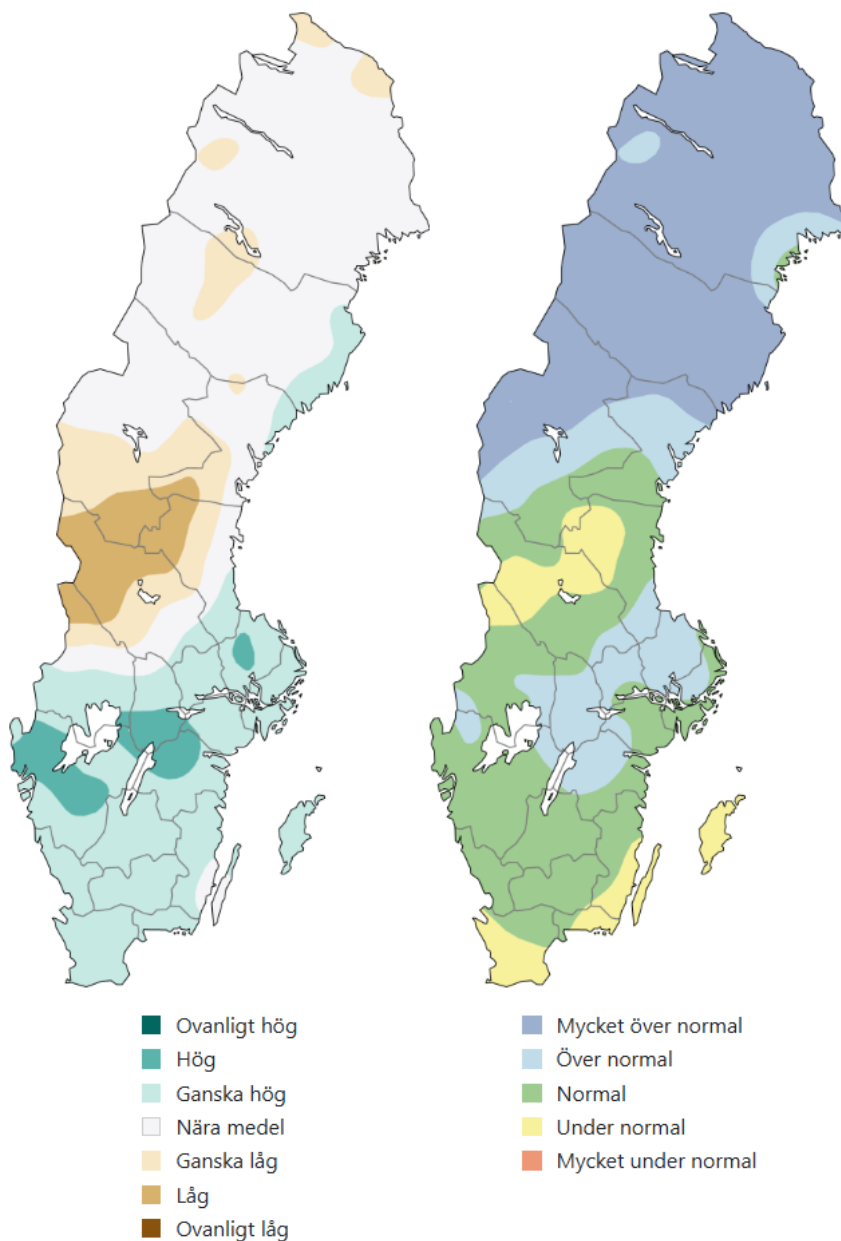 Ovanligt hög
Hög
Ganska hög
Nära medel
Ganska låg
Låg
Ovanligt låg
Mycket över normal
Över normal
Normal
Under normal
Mycket under normal